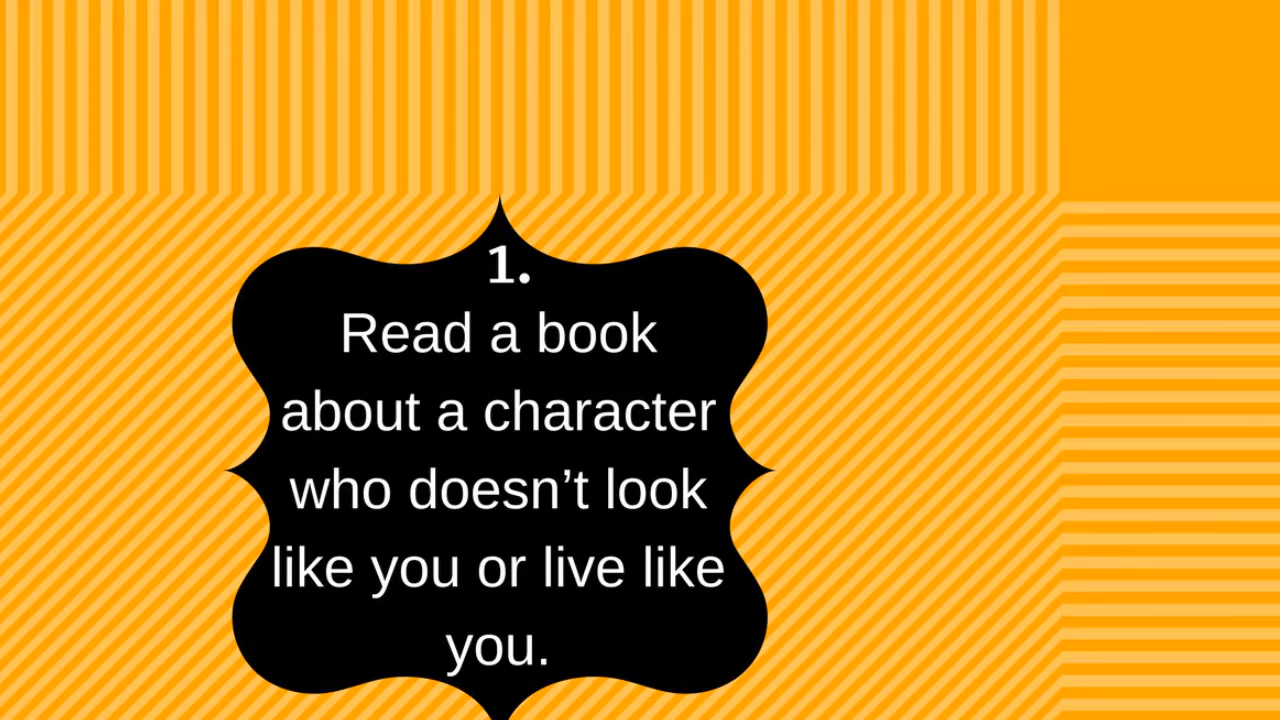 1.
Read a book
about a character
who doesn’t look
like you or live like
you.